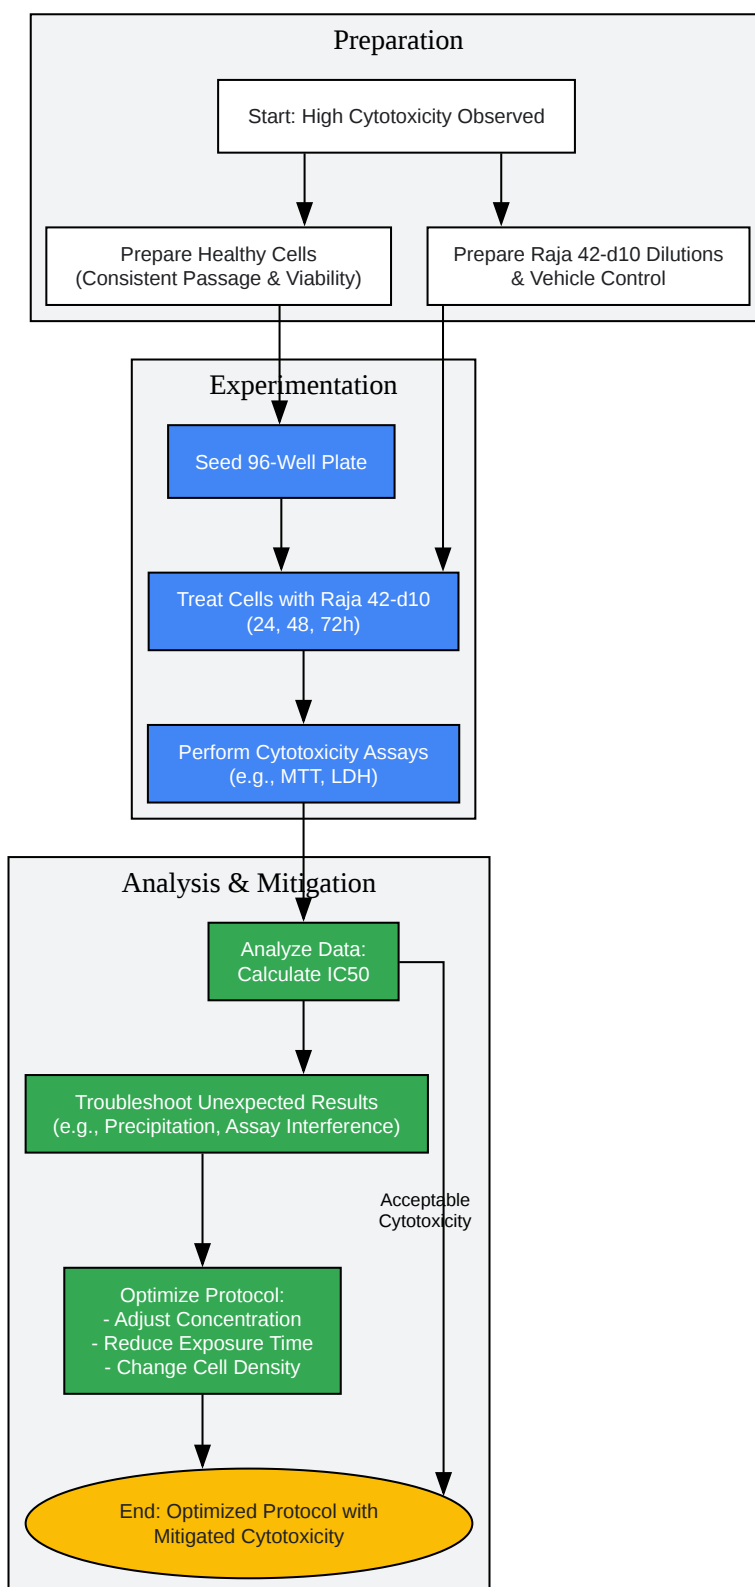 Preparation
Start: High Cytotoxicity Observed
Prepare Healthy Cells
(Consistent Passage & Viability)
Prepare Raja 42-d10 Dilutions
& Vehicle Control
Experimentation
Seed 96-Well Plate
Treat Cells with Raja 42-d10
(24, 48, 72h)
Perform Cytotoxicity Assays
(e.g., MTT, LDH)
Analysis & Mitigation
Analyze Data:
Calculate IC50
Troubleshoot Unexpected Results
(e.g., Precipitation, Assay Interference)
Acceptable
Cytotoxicity
Optimize Protocol:
- Adjust Concentration
- Reduce Exposure Time
- Change Cell Density
End: Optimized Protocol with
Mitigated Cytotoxicity